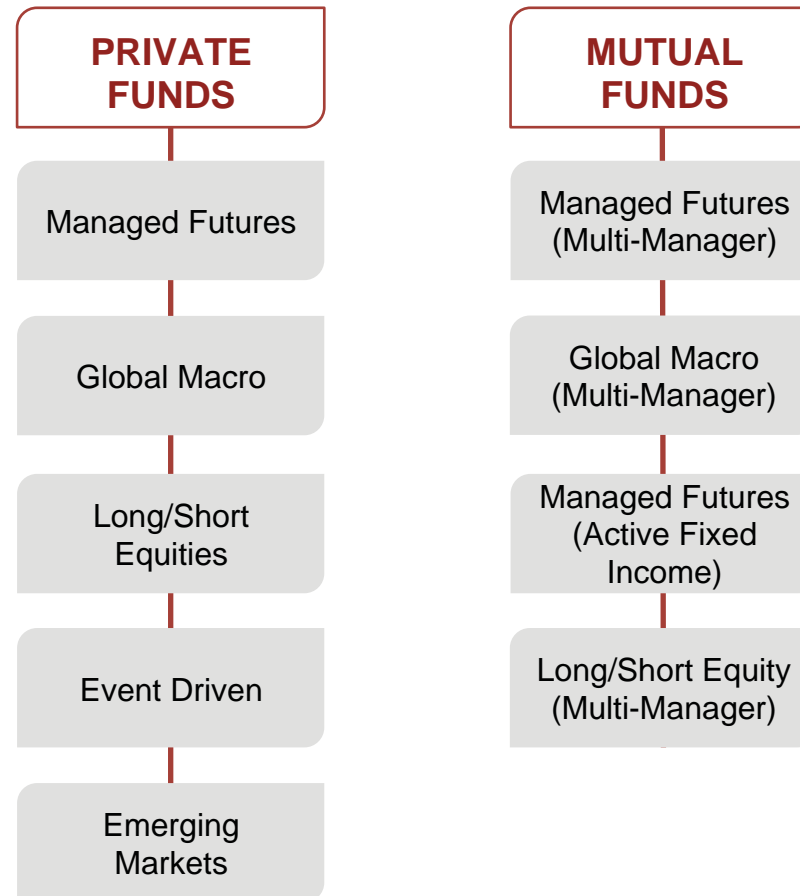 PRIVATE
FUNDS
Managed Futures
Global Macro
Long/Short
Equities
Event Driven
Emerging
Markets
MUTUAL
FUNDS
Managed Futures
(Multi-Manager)
Global Macro
(Multi-Manager)
Managed Futures
(Active Fixed
Income)
Long/Short Equity
(Multi-Manager)